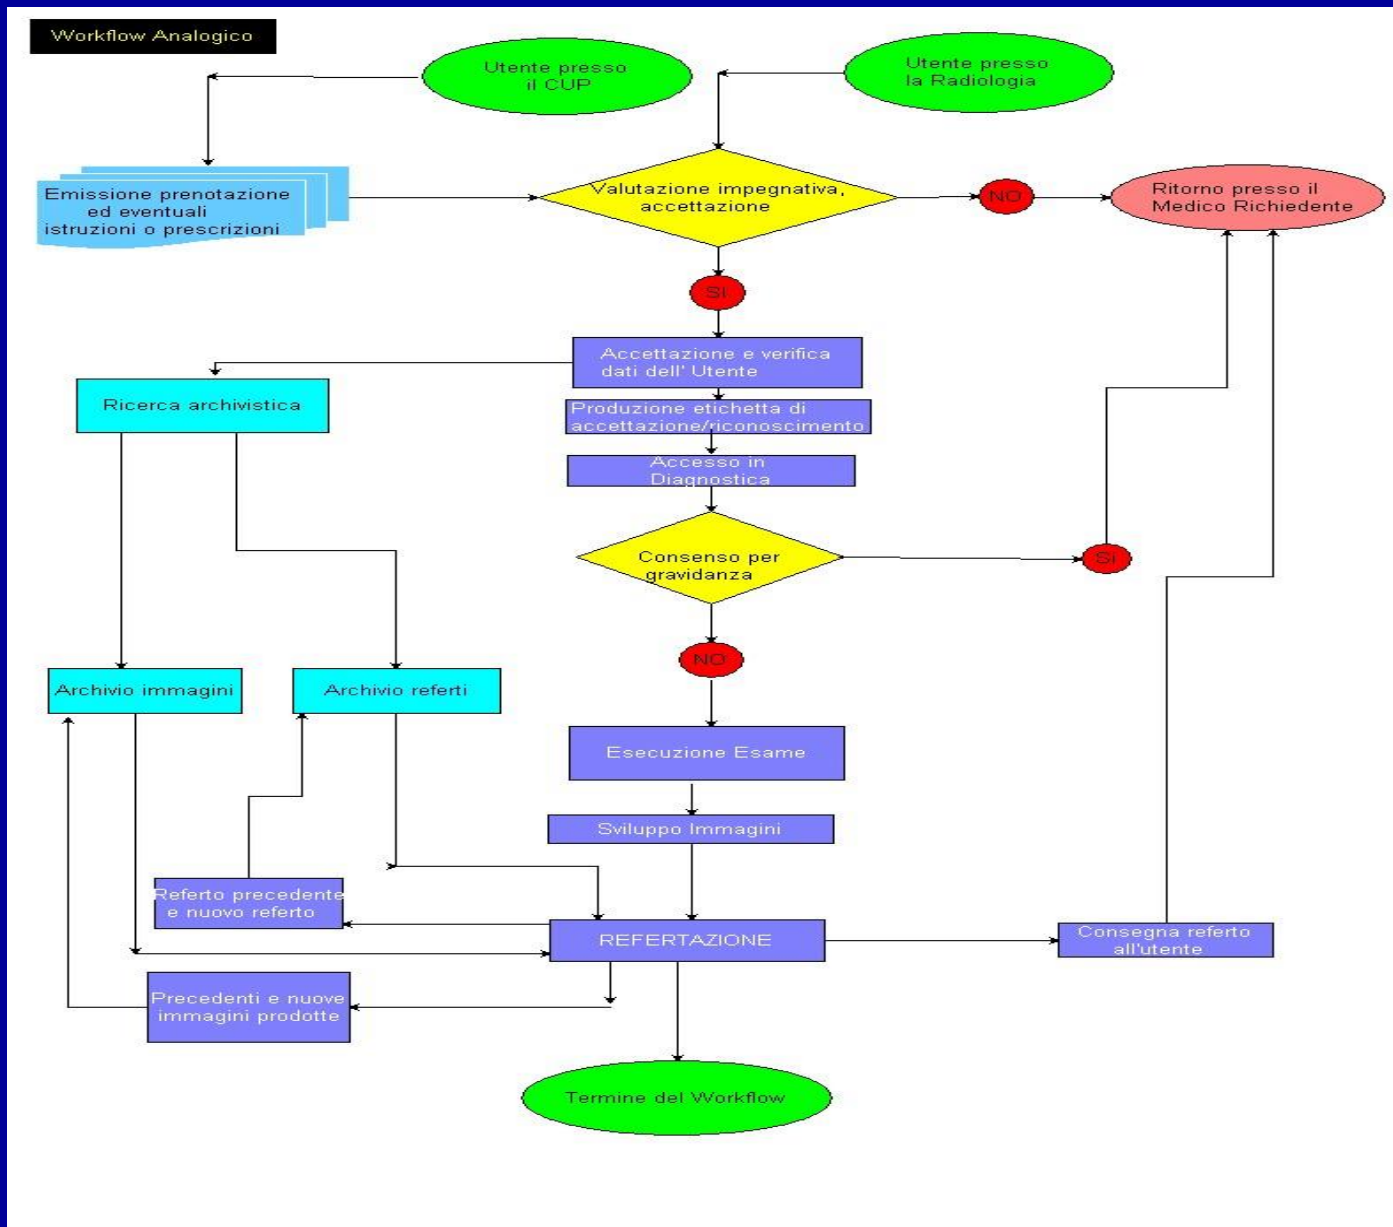 Workflow Analogico
Utente presso
il CUP
Utente presso
la Radiologia
Emissione prenotazione
ed eventuali
istruzioni o prescrizioni
Valutazione impegnativa,
accettazione
NO
Ritorno presso il
Medico Richiedente
SI
Accettazione e verifica
dati dell' Utente
Ricerca archivistica
Produzione etichetta di
accettazione/riconoscimento
Accesso in
Diagnostica
Consenso per
gravidanza
SI
NO
Archivio immagini
Archivio referti
Esecuzione Esame
Sviluppo Immagini
Referto precedente
e nuovo referto
REFERTAZIONE
Consegna referto
all'utente
Precedenti e nuove
immagini prodotte
Termine del Workflow